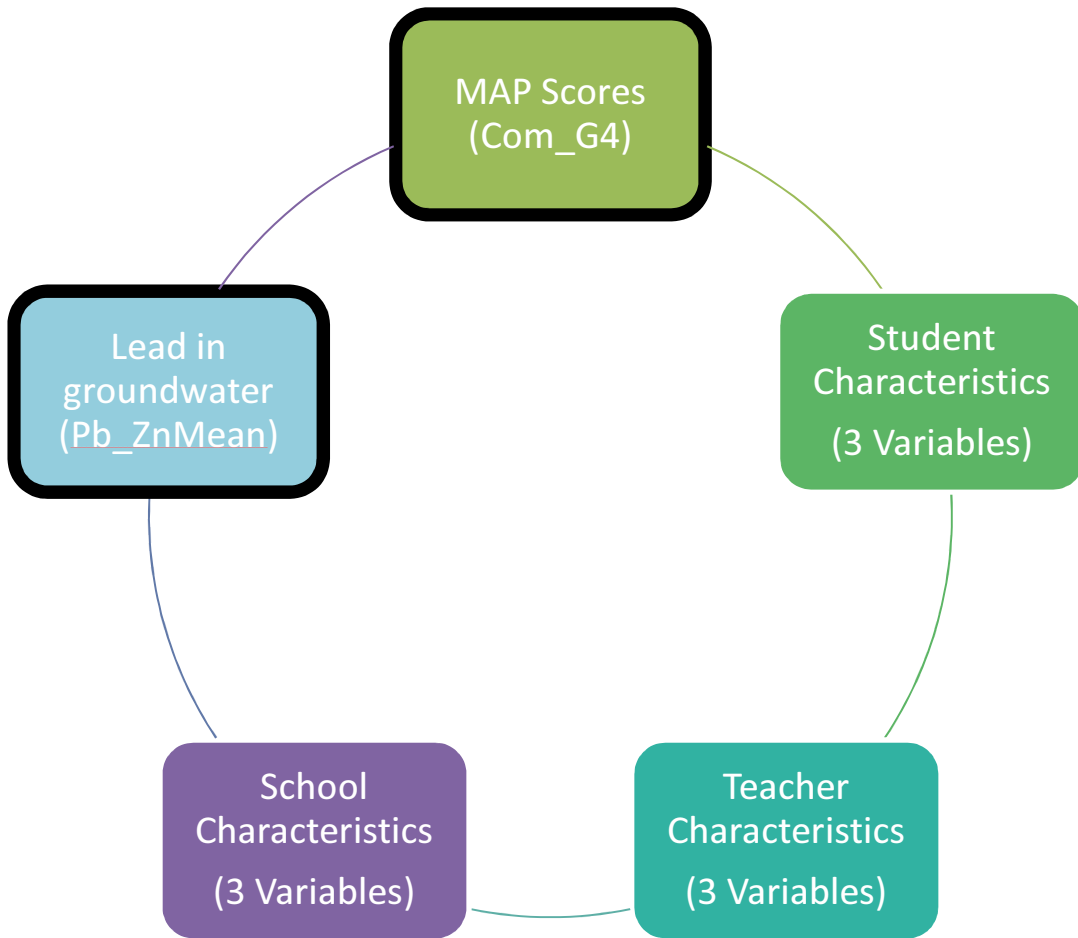 MAP Scores
(Com_G4)
Student
Characteristics
(3 Variables)
Teacher
Characteristics
(3 Variables)
School
Characteristics
(3 Variables)
Lead in
groundwater
(Pb_ZnMean)